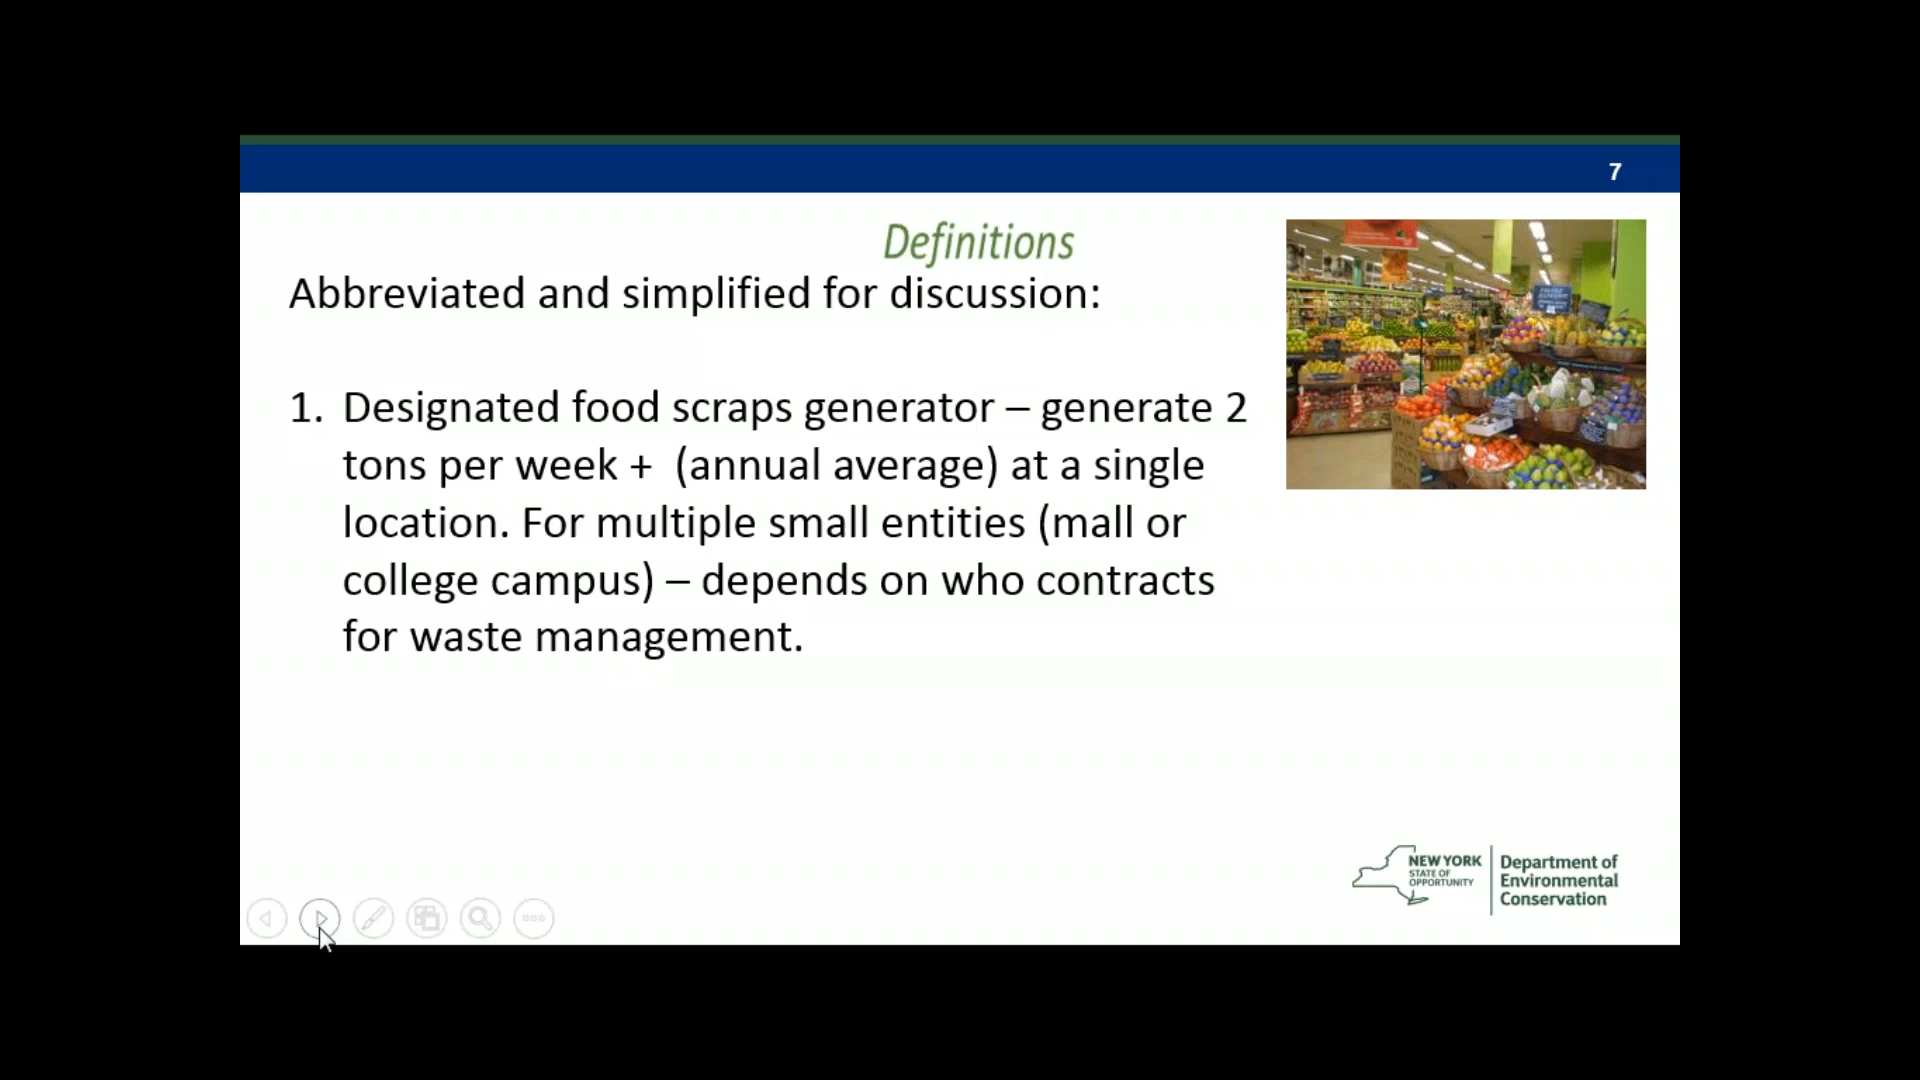 7
Definitions
Abbreviated and simplified for discussion:
1. Designated food scraps generator – generate 2
tons per week + (annual average) at a single
location. For multiple small entities (mall or
college campus) – depends on who contracts
for waste management.
NEW YORK
STATE OF
OPPORTUNITY
Department of
Environmental
Conservation